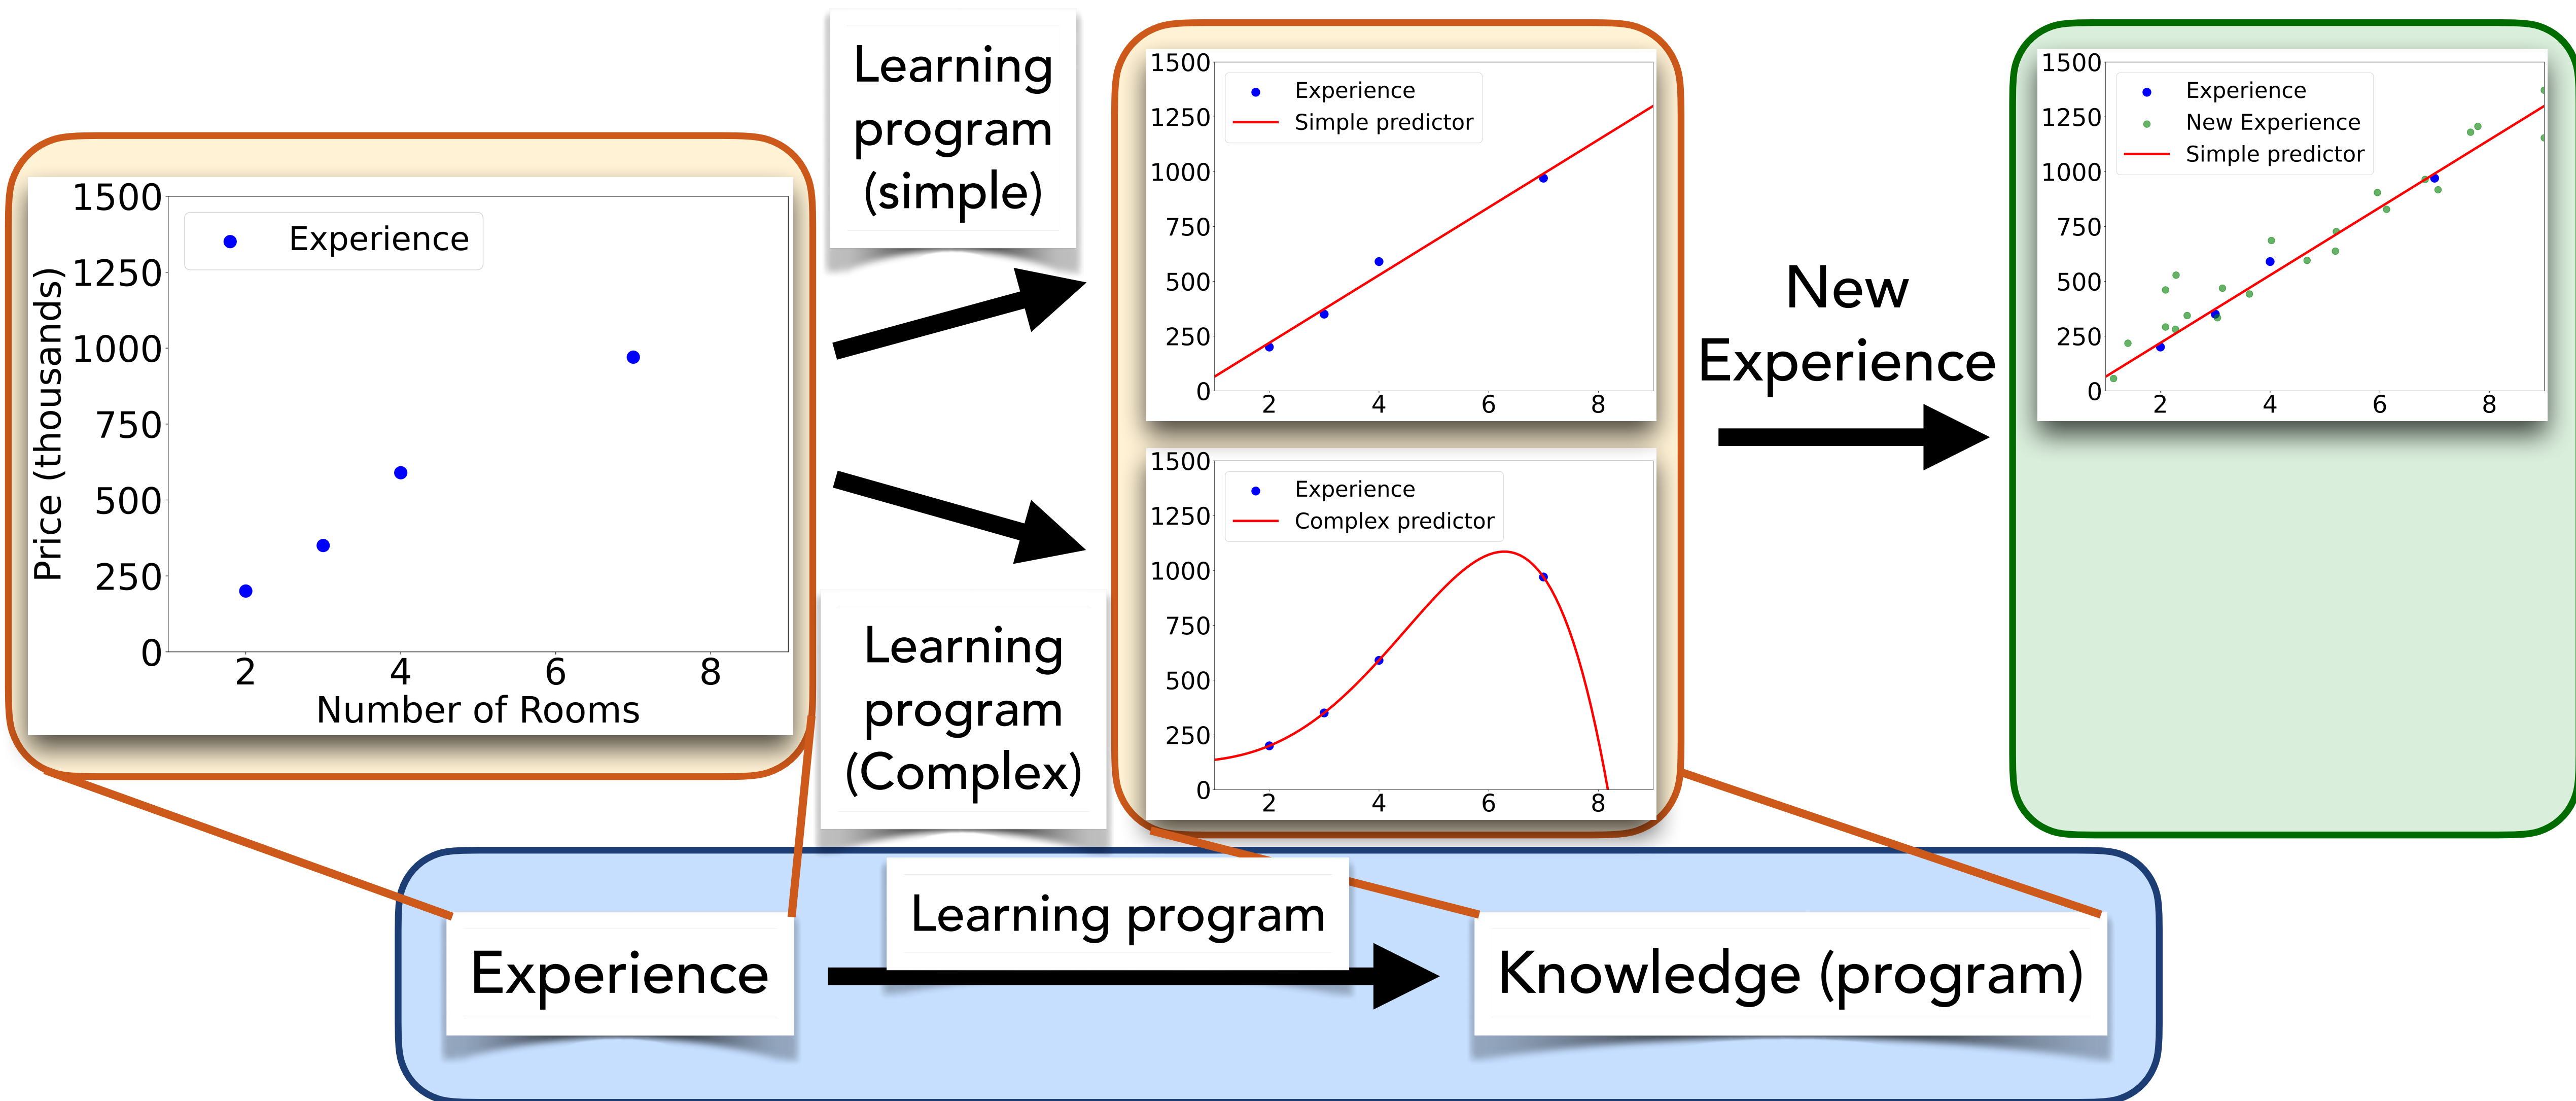 1500
1250
1000
750
500
250
0
2 4 6 8
Price (thousands)
Number of Rooms
Experience
Learning
program
(simple)
Learning
program
(Complex)
1500
1250
1000
750
500
250
0
2 4 6 8
Experience
Simple predictor
1500
1250
1000
750
500
250
0
2 4 6 8
Experience
Complex predictor
New
Experience
1500
1250
1000
750
500
250
0
2 4 6 8
Experience
New Experience
Simple predictor
Experience
Learning program
Knowledge (program)